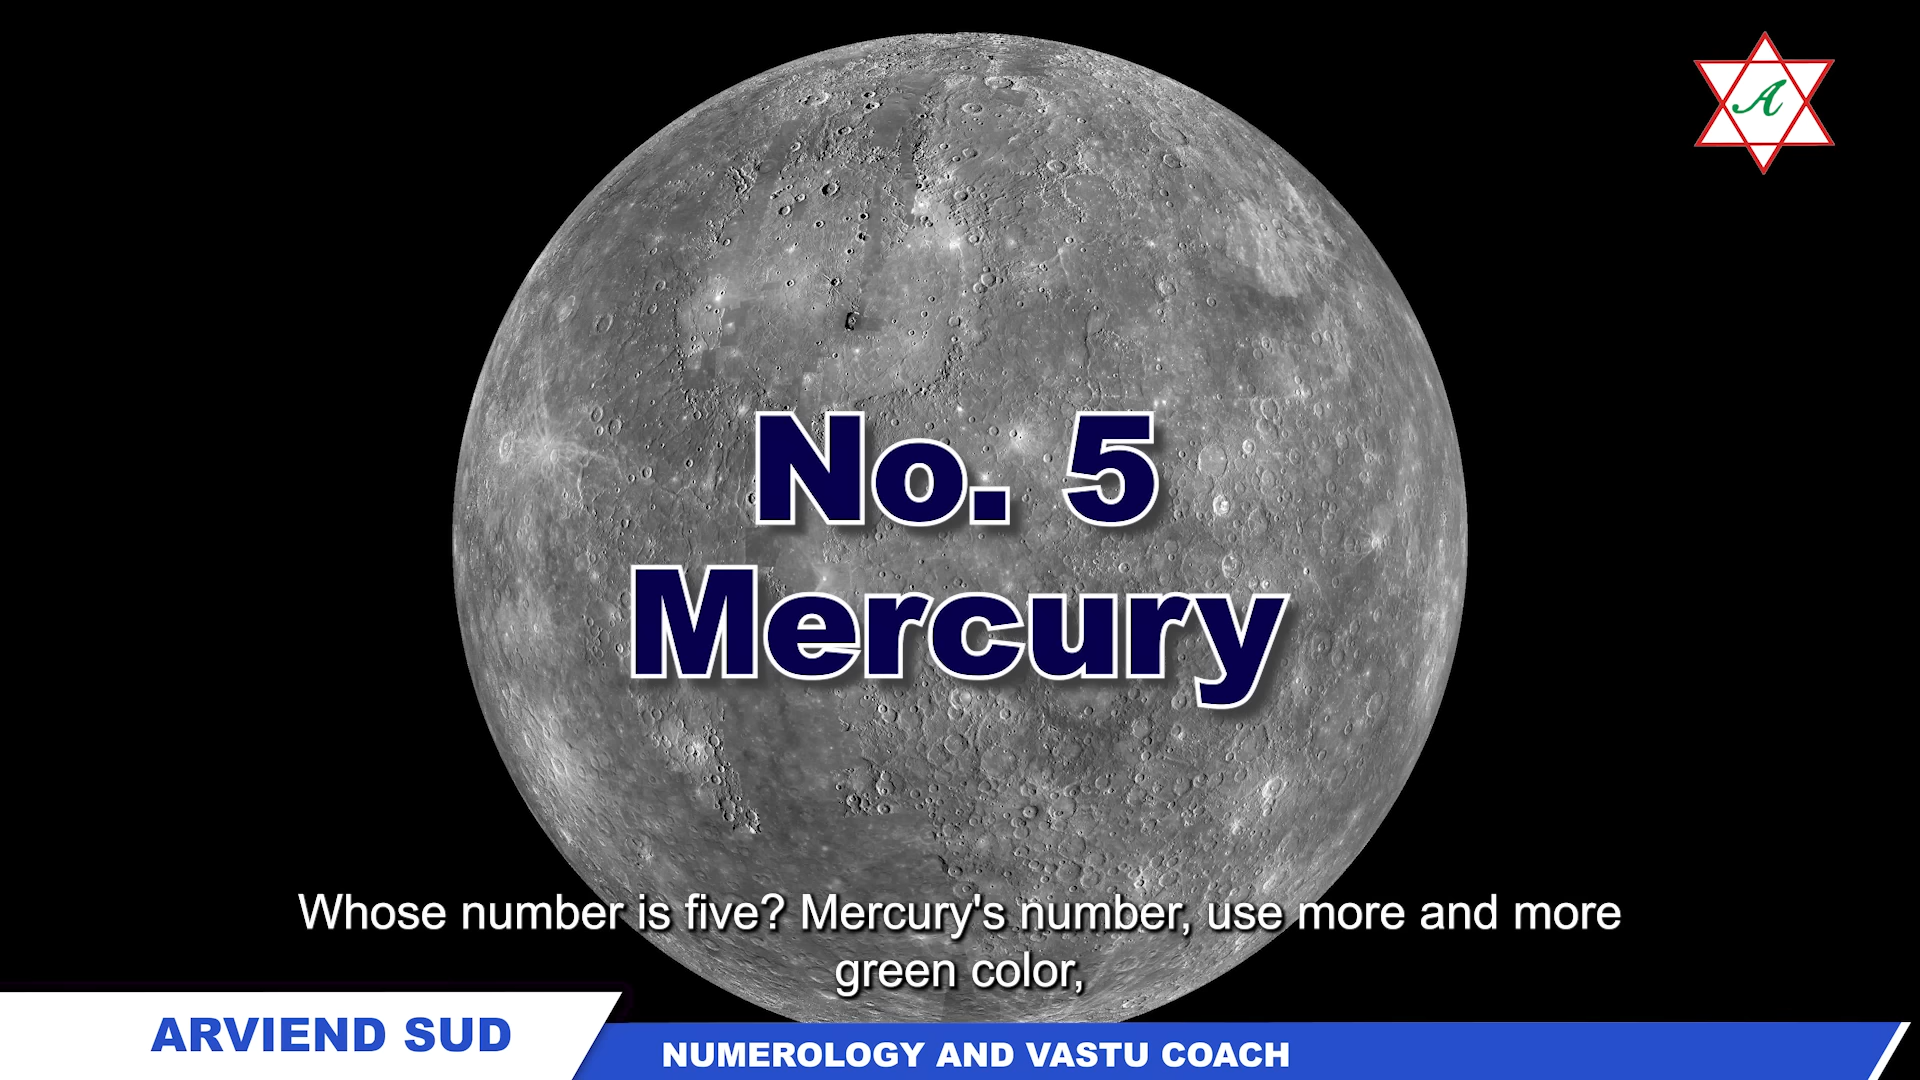 A
No. 5
Mercury
Whose number is five? Mercury's number, use more and more
green color,
ARVIEND SUD
NUMEROLOGY AND VASTU COACH